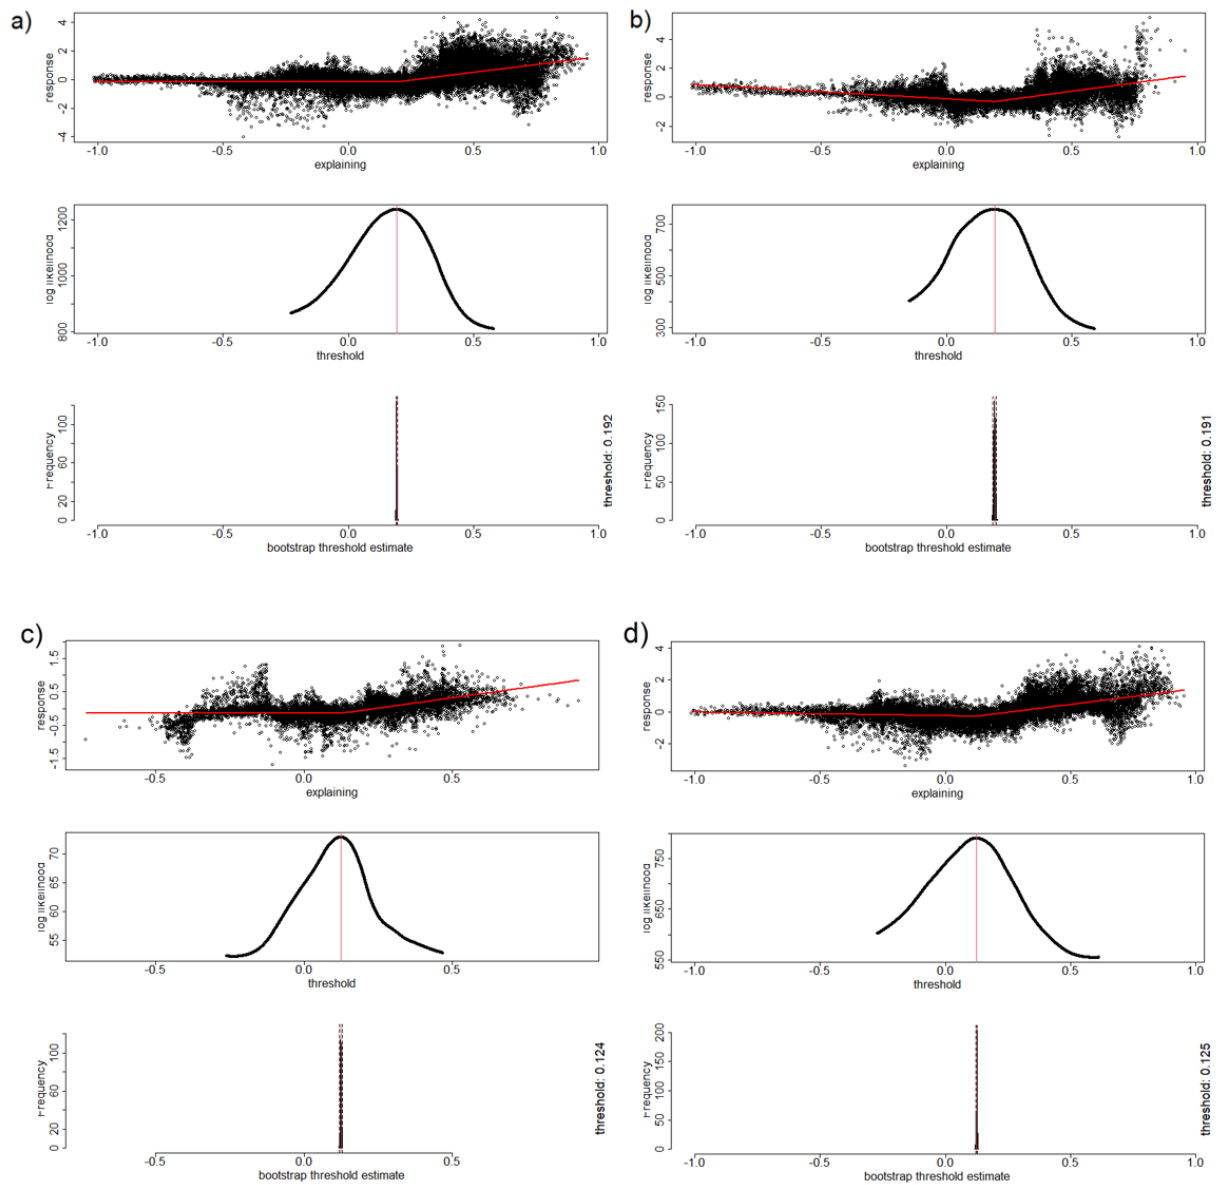 a)
4
2
0
-2
-4
response
-1.0 -0.5 0.0 0.5 1.0
explaining
1200
1000
800
log likelihood
-1.0 -0.5 0.0 0.5 1.0
threshold
100
60
20
0
Frequency
-1.0 -0.5 0.0 0.5 1.0
bootstrap threshold estimate
threshold: 0.192
b)
4
2
0
-2
response
-1.0 -0.5 0.0 0.5 1.0
explaining
700
500
300
log likelihood
-1.0 -0.5 0.0 0.5 1.0
threshold
150
100
50
0
Frequency
-1.0 -0.5 0.0 0.5 1.0
bootstrap threshold estimate
threshold: 0.191
c)
1.5
0.5
-0.5
-1.5
response
-0.5 0.0 0.5
explaining
70
65
60
55
log likelihood
-0.5 0.0 0.5
threshold
100
60
20
0
Frequency
-0.5 0.0 0.5
bootstrap threshold estimate
threshold: 0.124
d)
4
2
0
-2
response
-1.0 -0.5 0.0 0.5 1.0
explaining
750
650
550
log likelihood
-1.0 -0.5 0.0 0.5 1.0
threshold
200
150
100
50
0
Frequency
-1.0 -0.5 0.0 0.5 1.0
bootstrap threshold estimate
threshold: 0.125